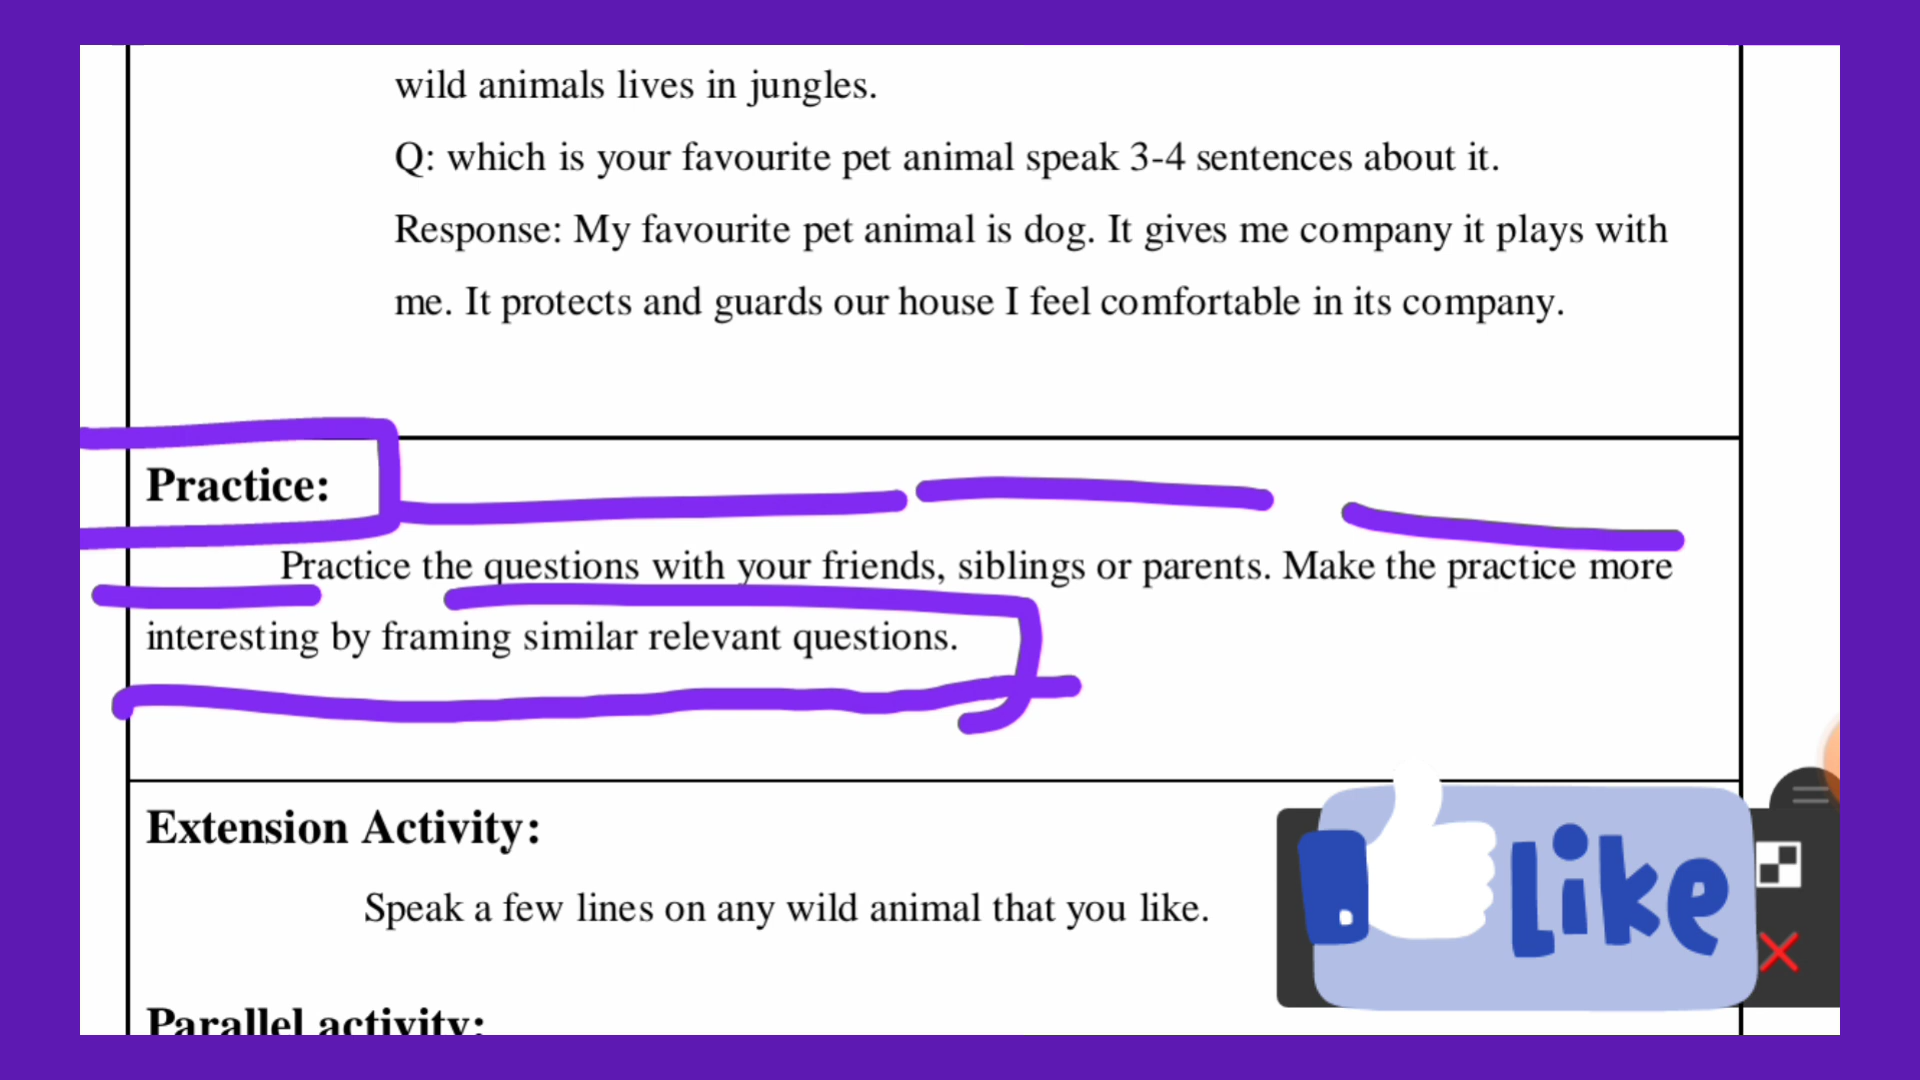 wild animals lives in jungles.
Q: which is your favourite pet animal speak 3-4 sentences about it.
Response: My favourite pet animal is dog. It gives me company it plays with
me. It protects and guards our house I feel comfortable in its company.
Practice:
Practice the questions with your friends, siblings or parents. Make the practice more
interesting by framing similar relevant questions.
Extension Activity:
Speak a few lines on any wild animal that you like.
Like
Parallel activity: